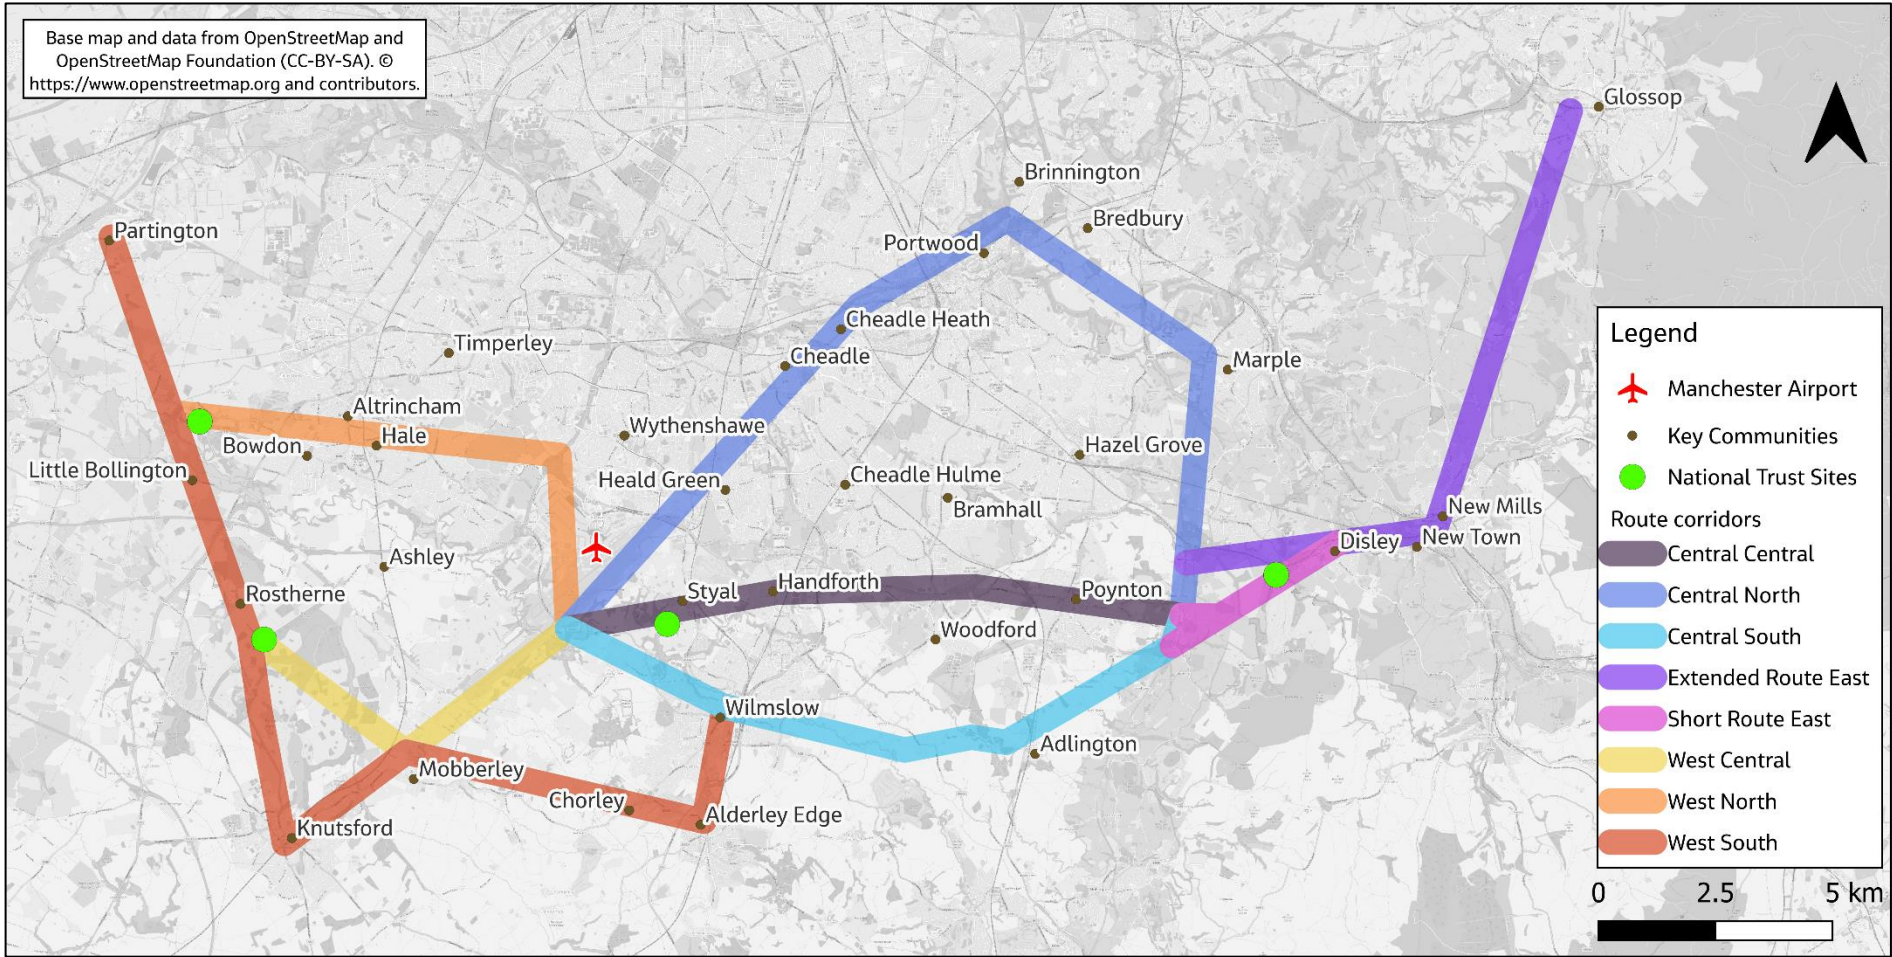 Base map and data from OpenStreetMap and
OpenStreetMap Foundation (CC-BY-SA). ©
https://www.openstreetmap.org and contributors.
Glossop
Brinnington
Bredbury
Partington
Portwood
Cheadle Heath
Timperley
Cheadle
Marple
Altrincham
Wythenshawe
Hale
Bowdon
Hazel Grove
Little Bollington
Heald Green
Cheadle Hulme
Bramhall
New Mills
New Town
Disley
Ashley
Rostherne
Styal
Handforth
Poynton
Woodford
Wilmslow
Adlington
Mobberley
Chorley
Alderley Edge
Knutsford
Legend
Manchester Airport
Key Communities
National Trust Sites
Route corridors
Central Central
Central North
Central South
Extended Route East
Short Route East
West Central
West North
West South
0 2.5 5 km